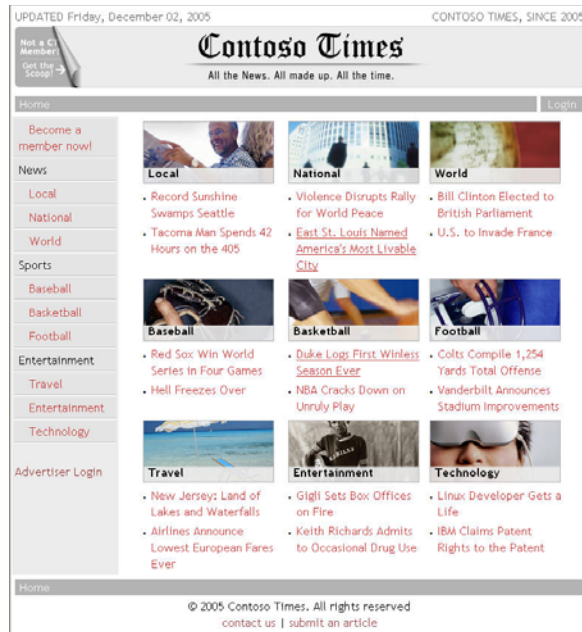 UPDATED Friday, December 02, 2005
CONTOSO TIMES, SINCE 2005
Not a CT
Member?
Get the
Scoop!
Contoso Times
All the News. All made up. All the time.
Home
Login
Become a
member now!
News
Local
National
World
Sports
Baseball
Basketball
Football
Entertainment
Travel
Entertainment
Technology
Advertiser Login
Local
• Record Sunshine
Swamps Seattle
• Tacoma Man Spends 42
Hours on the 405
National
• Violence Disrupts Rally
for World Peace
• East St. Louis Named
America's Most Livable
City
World
• Bill Clinton Elected to
British Parliament
• U.S. to Invade France
Baseball
• Red Sox Win World
Series in Four Games
• Hell Freezes Over
Basketball
• Duke Logs First Winless
Season Ever
• NBA Cracks Down on
Unruly Play
Football
• Colts Compile 1,254
Yards Total Offense
• Vanderbilt Announces
Stadium Improvements
Travel
• New Jersey: Land of
Lakes and Waterfalls
• Airlines Announce
Lowest European Fares
Ever
Entertainment
• Gigli Sets Box Offices
on Fire
• Keith Richards Admits
to Occasional Drug Use
Technology
• Linux Developer Gets a
Life
• IBM Claims Patent
Rights to the Patent
Home
© 2005 Contoso Times. All rights reserved
contact us | submit an article